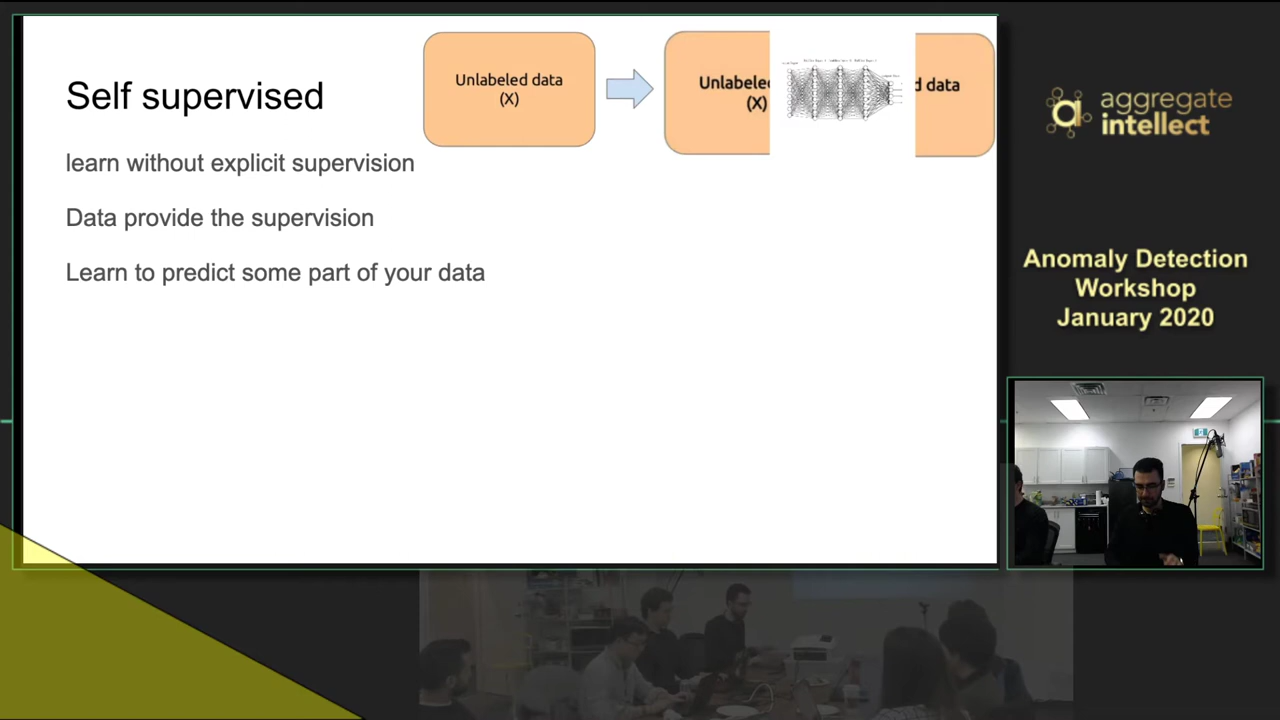 Self supervised
Unlabeled data
(X)
Unlabele
(X)
d data
learn without explicit supervision
Data provide the supervision
Learn to predict some part of your data
aggregate
intellect
Anomaly Detection
Workshop
January 2020